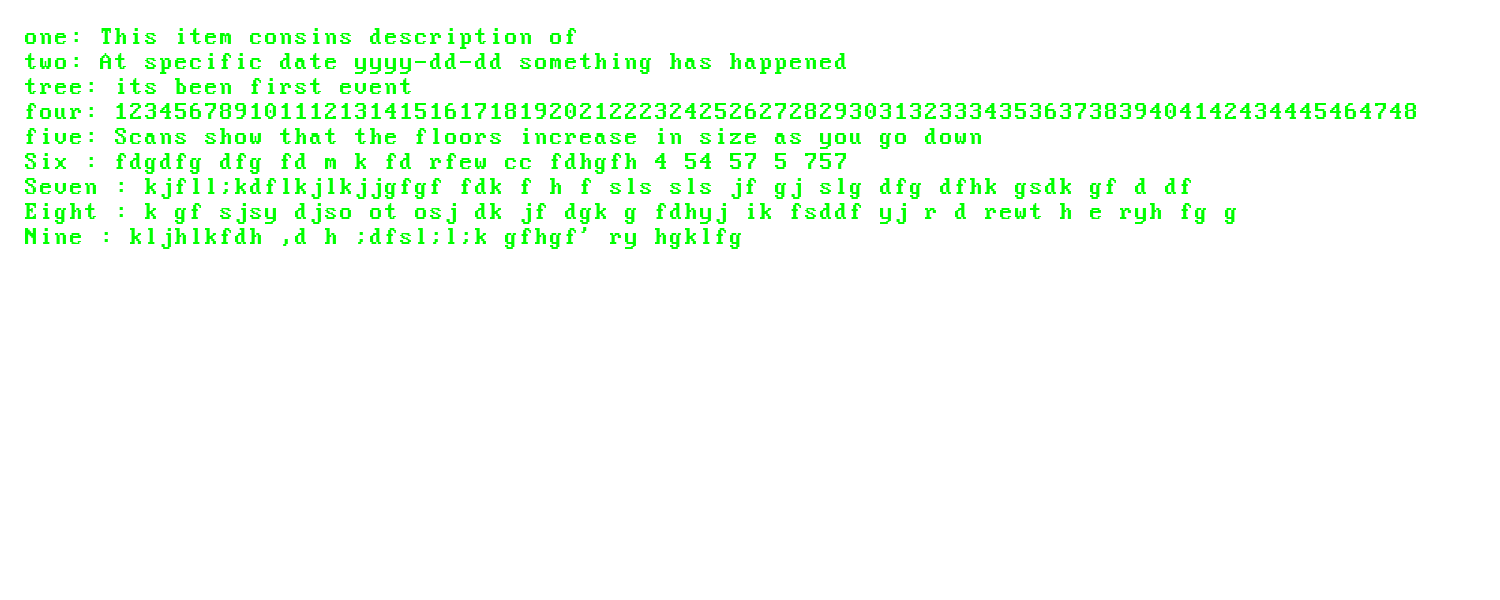 one: This item consins description of
two: At specific date yyyy-dd-dd something has happened
tree: its been first event
four: 123456789101112131415161718192021222324252627282930313233343536373839404142434445464748
five: Scans show that the floors increase in size as you go down
Six : fdgdfg dfg fd m k fd rfew cc fdhgfh 4 54 57 5 757
Seven : kjfll;kdflkjlkjjgfgf fdk f h f sls sls jf gj slg dfg dfhk gsdk gf d df
Eight : k gf sjsy djso ot osj dk jf dgk g fdhyj ik fsddf yj r d rewt h e ryh fg g
Nine : kljhlkfdh ,d h ;dfsl;l;k gfhgf' ry hgklfg